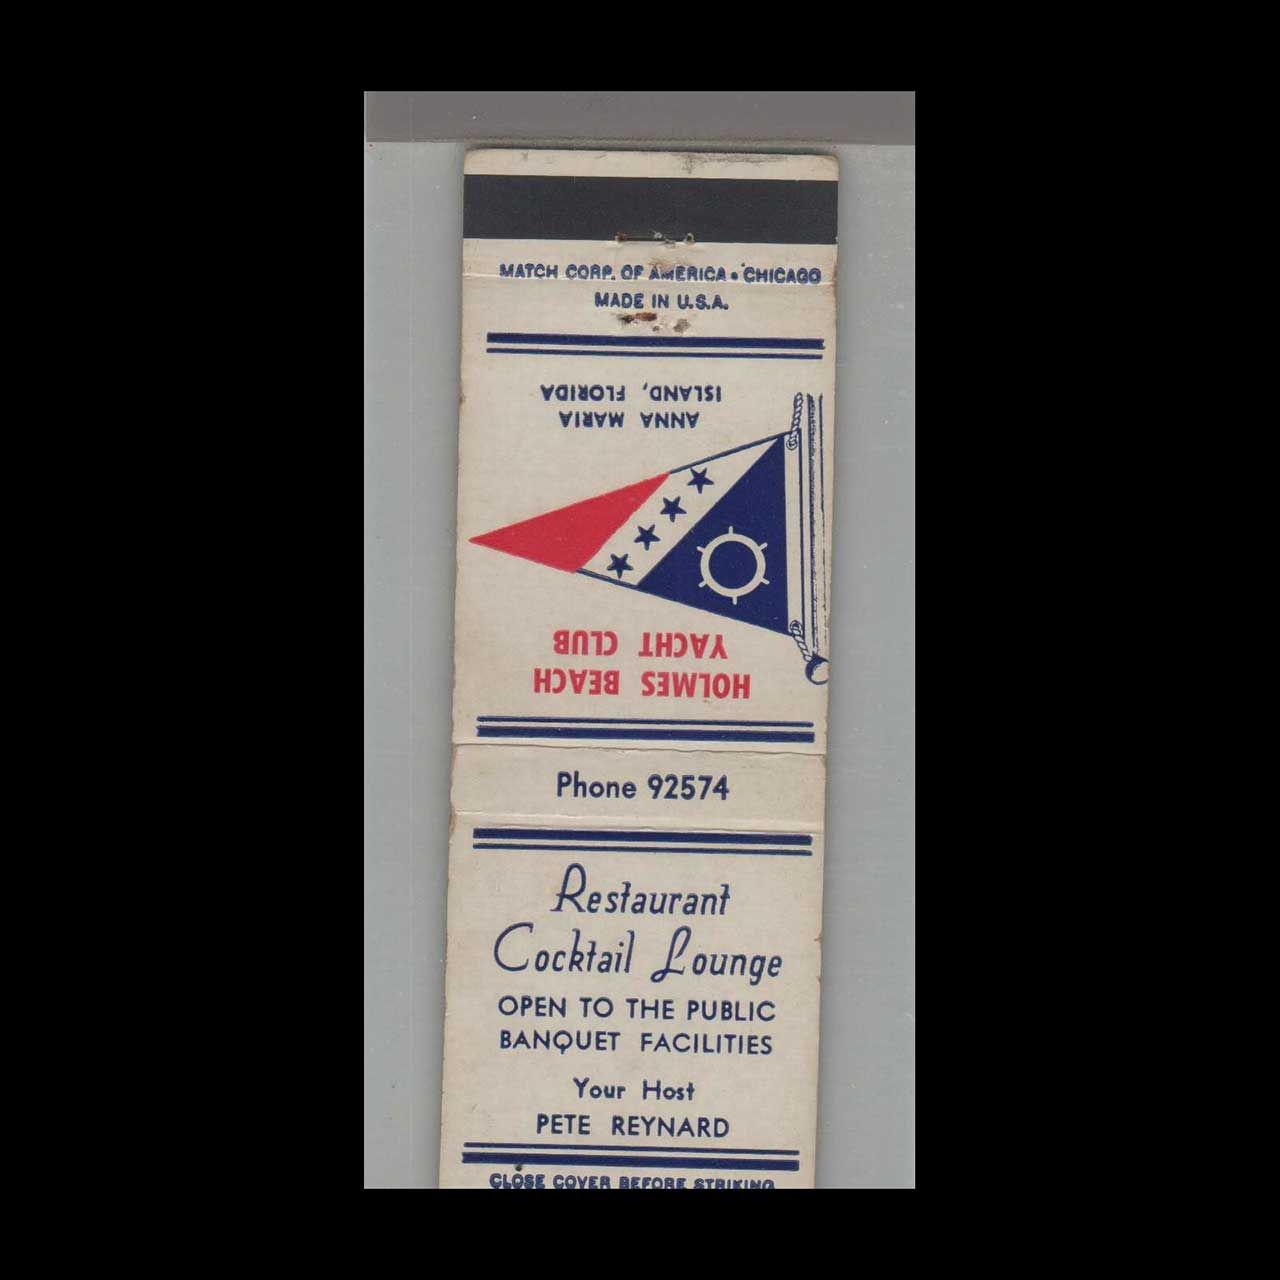 MATCH CORP. OF AMERICA • CHICAGO
MADE IN U.S.A.
HOLMES BEACH
YACHT CLUB
ANNA MARIA
ISLAND, FLORIDA
Phone 92574
Restaurant
Cocktail Lounge
OPEN TO THE PUBLIC
BANQUET FACILITIES
Your Host
PETE REYNARD
CLOSE COVER BEFORE STRIKING